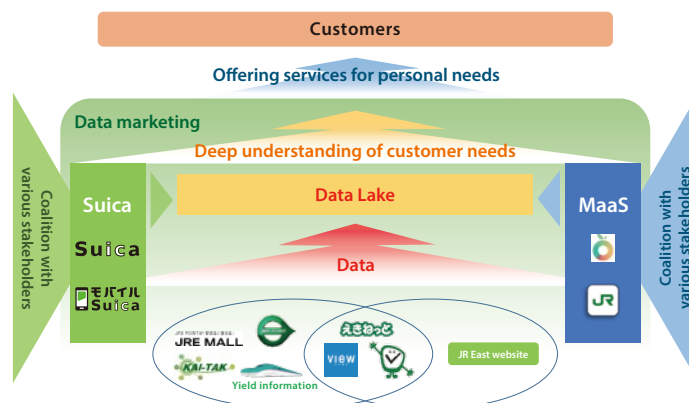 Customers
Offering services for personal needs
Data marketing
Deep understanding of customer needs
Coalition with
various stakeholders
Suica
Data Lake
MaaS
Coalition with
various stakeholders
Suica
モバイル
Suica
Data
JR
JRE MALL
えきねっと
KAI-TAK
VIEW
JR East website
Yield information